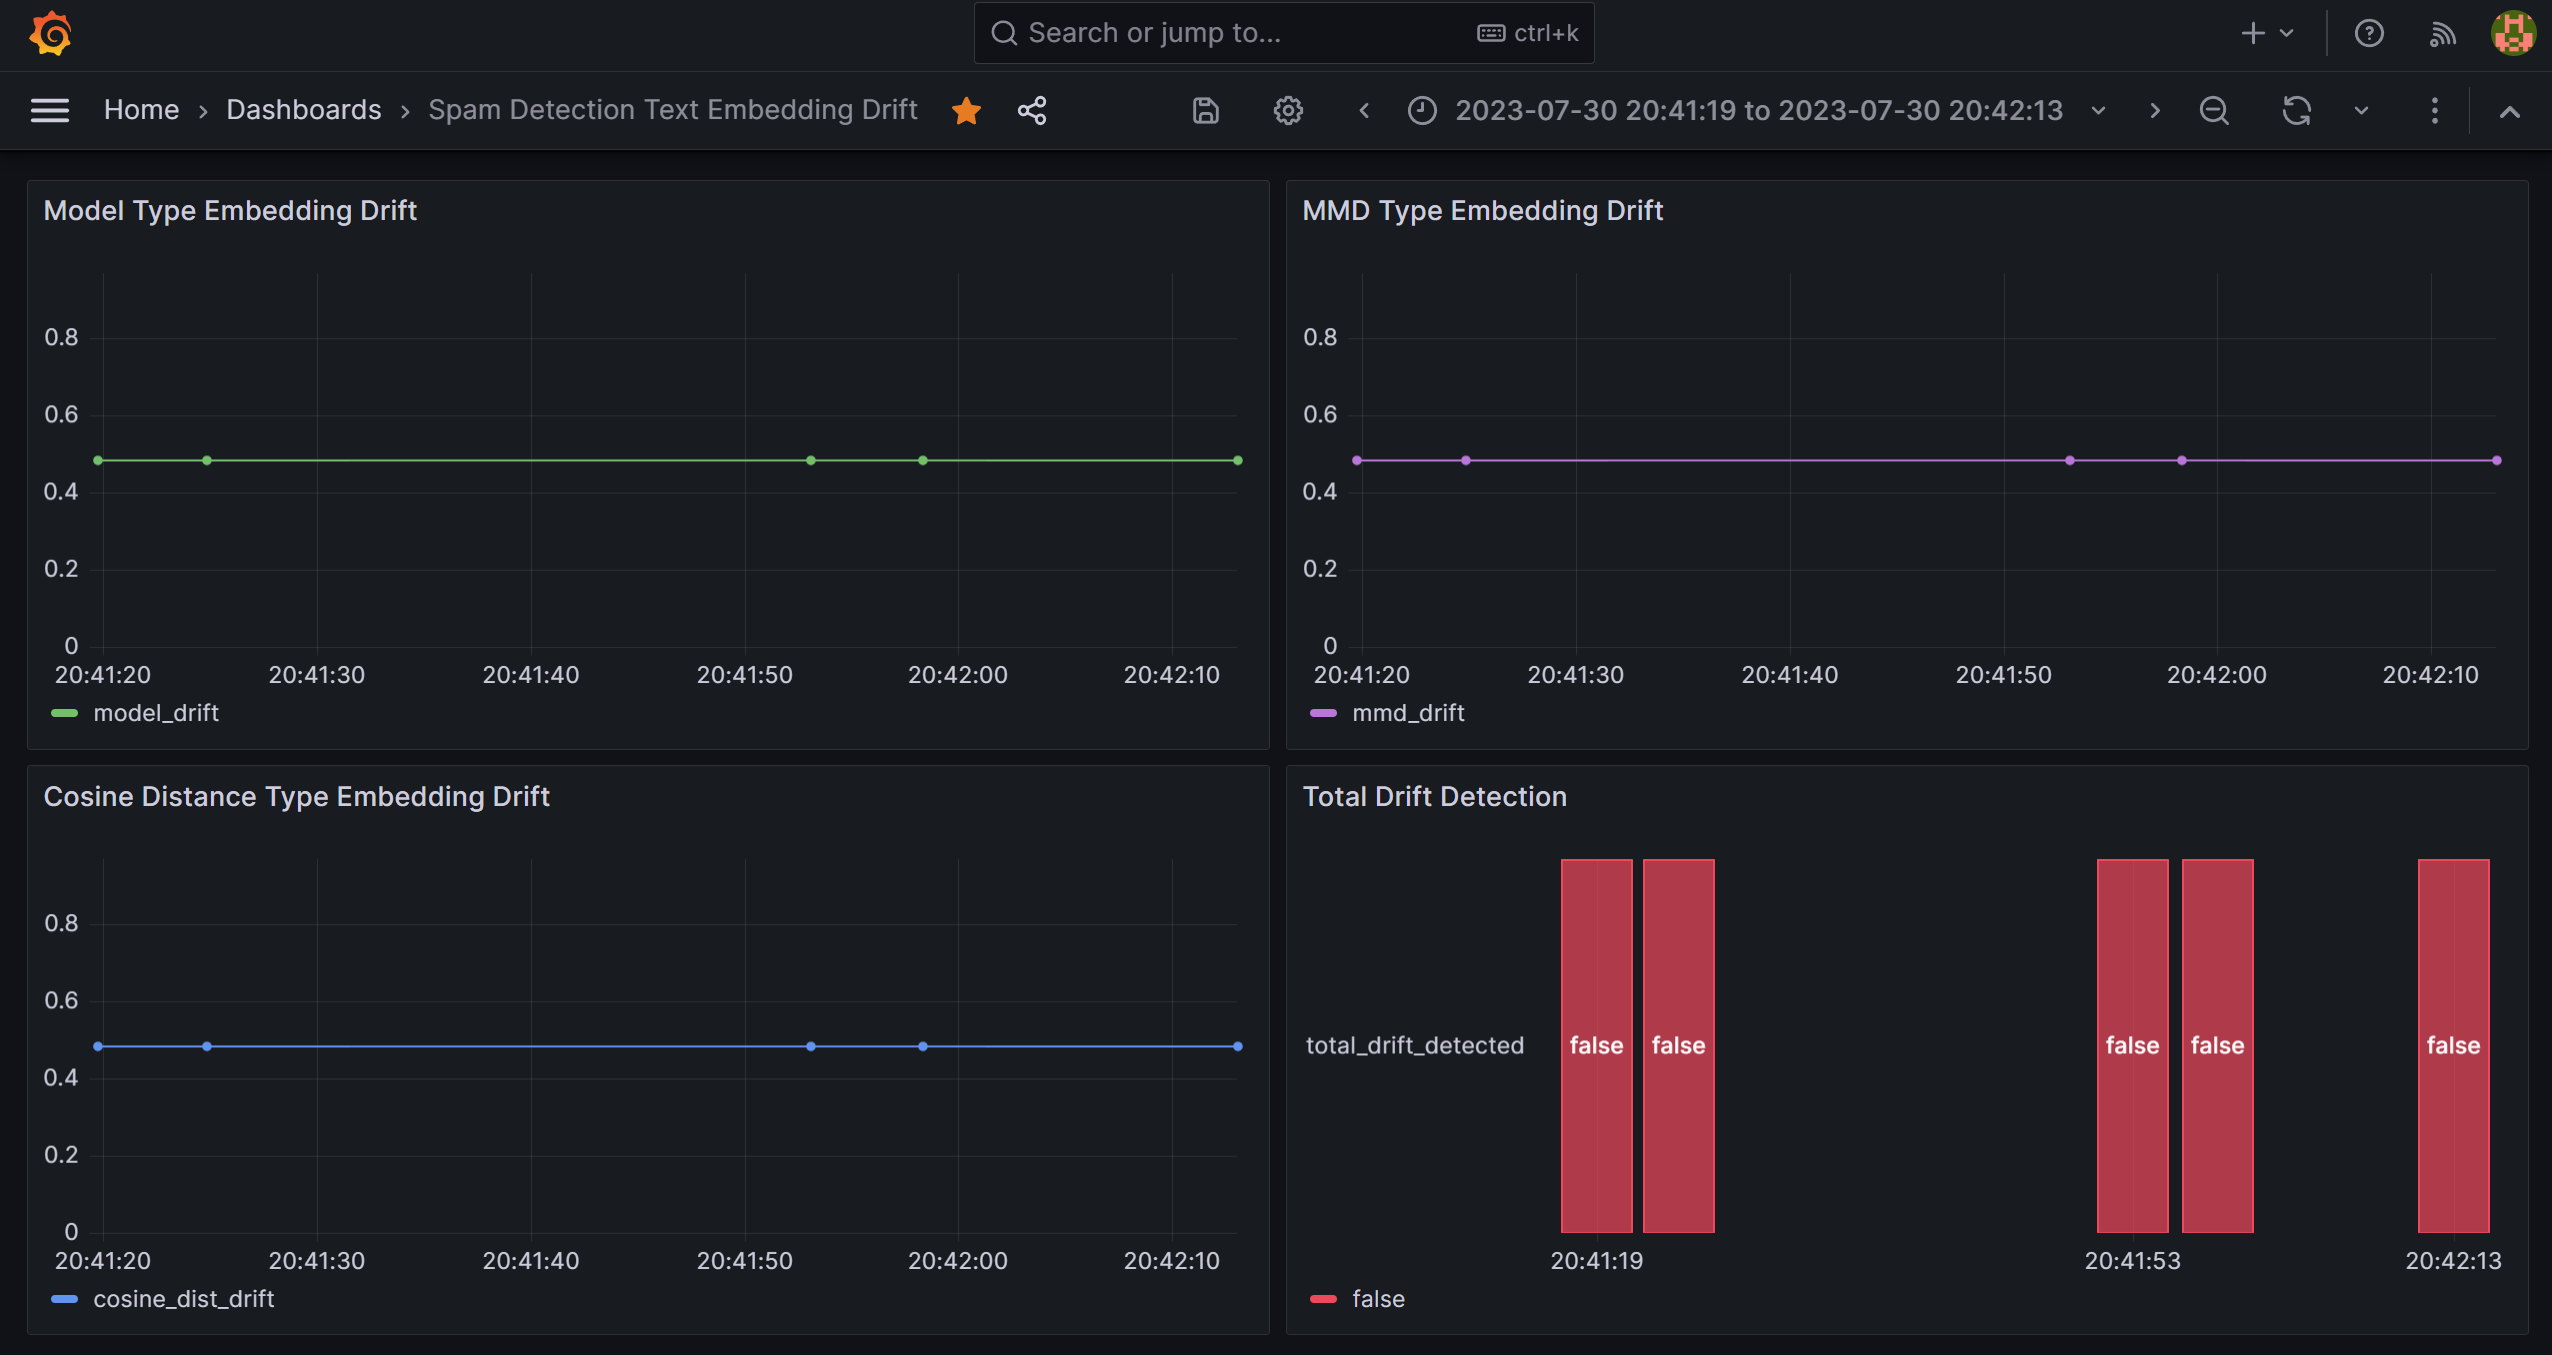 Search or jump to... ctrl+k
Home › Dashboards › Spam Detection Text Embedding Drift 2023-07-30 20:41:19 to 2023-07-30 20:42:13
Model Type Embedding Drift
0.8
0.6
0.4
0.2
0
20:41:20 20:41:30 20:41:40 20:41:50 20:42:00 20:42:10
model_drift
MMD Type Embedding Drift
0.8
0.6
0.4
0.2
0
20:41:20 20:41:30 20:41:40 20:41:50 20:42:00 20:42:10
mmd_drift
Cosine Distance Type Embedding Drift
0.8
0.6
0.4
0.2
0
20:41:20 20:41:30 20:41:40 20:41:50 20:42:00 20:42:10
cosine_dist_drift
Total Drift Detection
total_drift_detected false false false false false
20:41:19 20:41:53 20:42:13
false